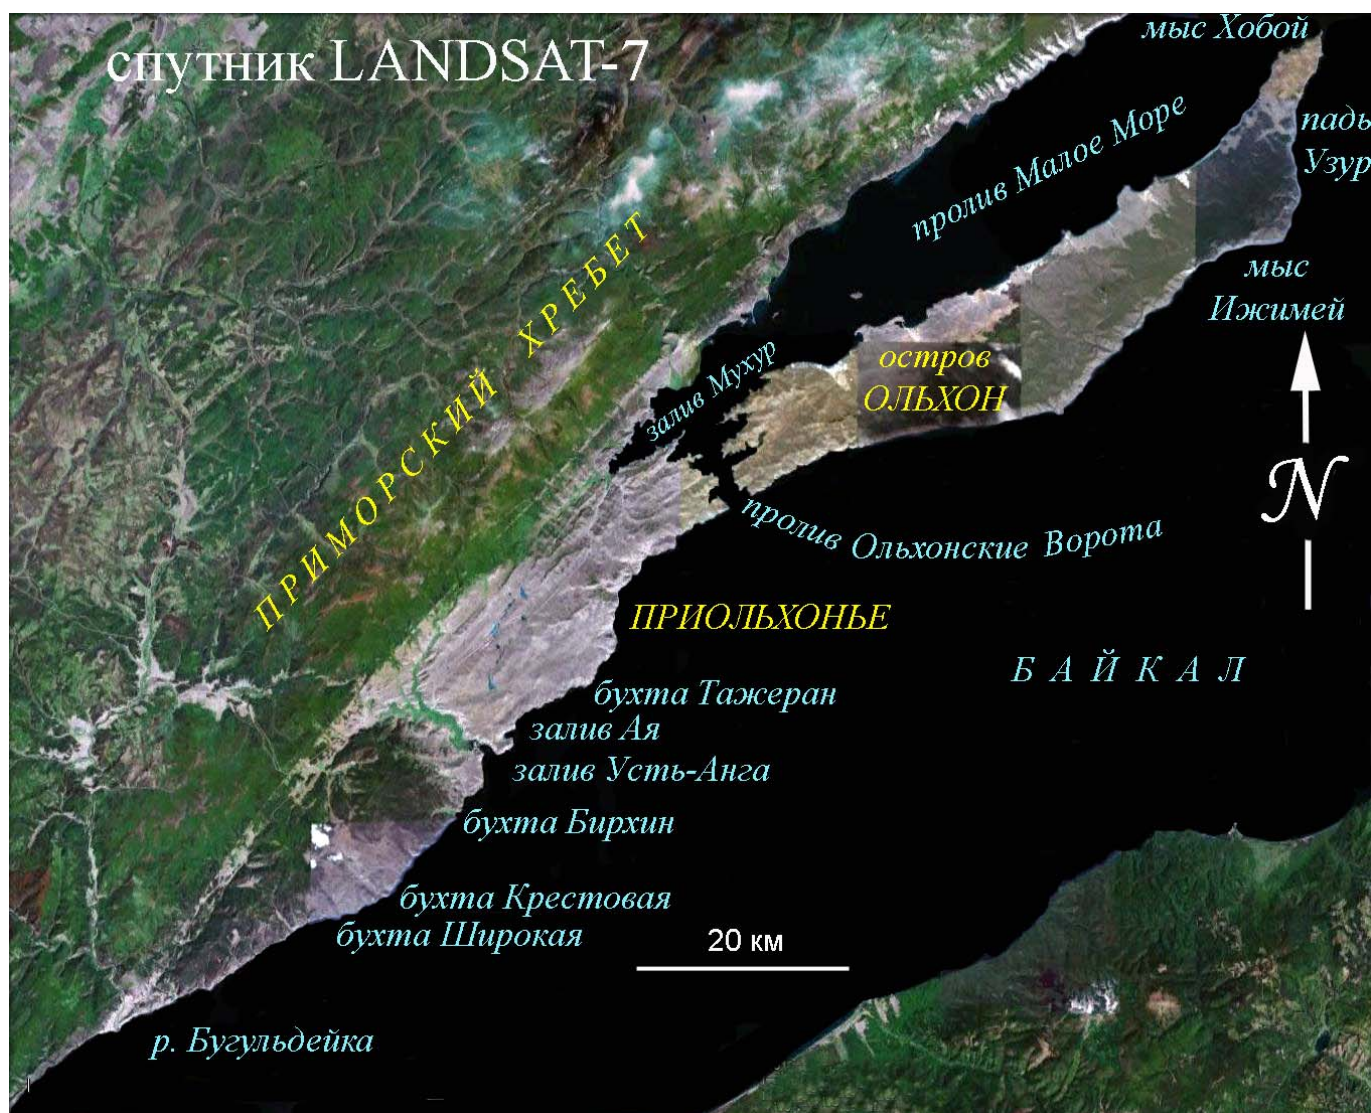 мыс Хобой
спутник LANDSAT-7
пролив Малое Море
падь
Узур
мыс
Ижимей
ПРИМОРСКИЙ ХРЕБЕТ
остров
ОЛЬХОН
залив Мухур
N
пролив Ольхонские Ворота
ПРИОЛЬХОНЬЕ
БАЙКАЛ
бухта Тажеран
залив Ая
залив Усть-Анга
бухта Бирхин
бухта Крестовая
бухта Широкая
20 км
р. Бугульдейка